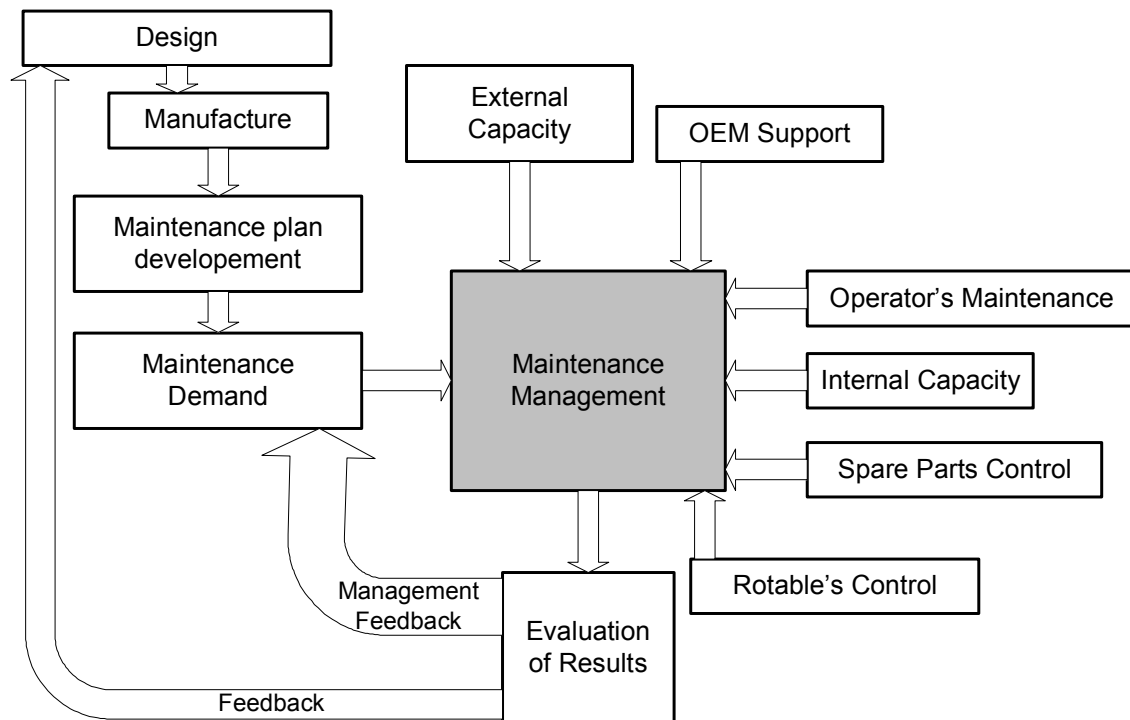 Design
Manufacture
Maintenance plan
developement
Maintenance
Demand
External
Capacity
OEM Support
Maintenance
Management
Operator's Maintenance
Internal Capacity
Spare Parts Control
Rotable's Control
Management
Feedback
Evaluation
of Results
Feedback